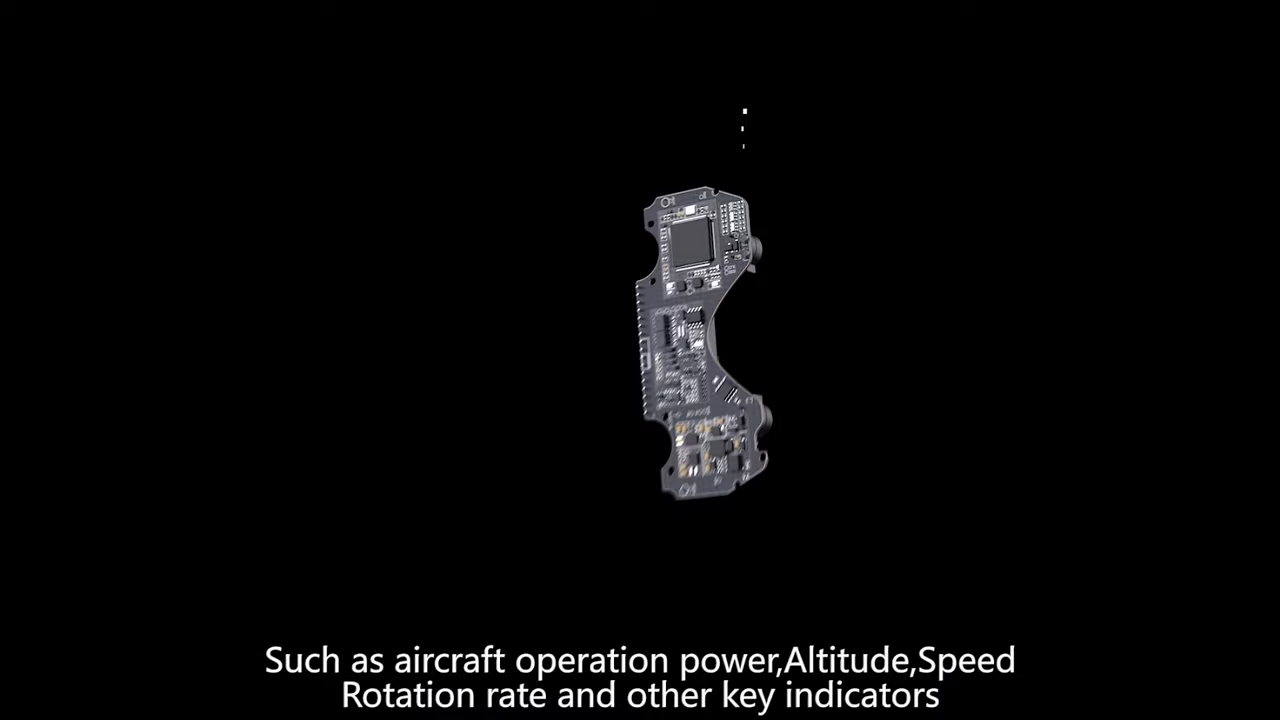 Such as aircraft operation power,Altitude,Speed
Rotation rate and other key indicators